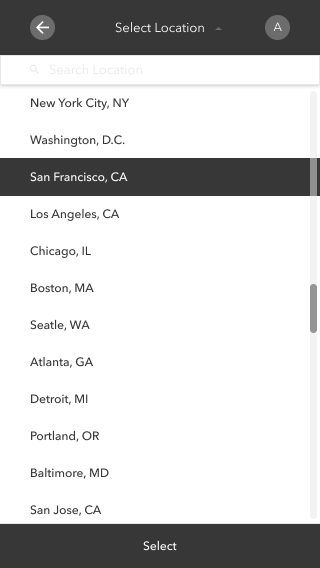 Select Location
A
Search Location
New York City, NY
Washington, D.C.
San Francisco, CA
Los Angeles, CA
Chicago, IL
Boston, MA
Seatle, WA
Atlanta, GA
Detroit, MI
Portland, OR
Baltimore, MD
San Jose, CA
Select